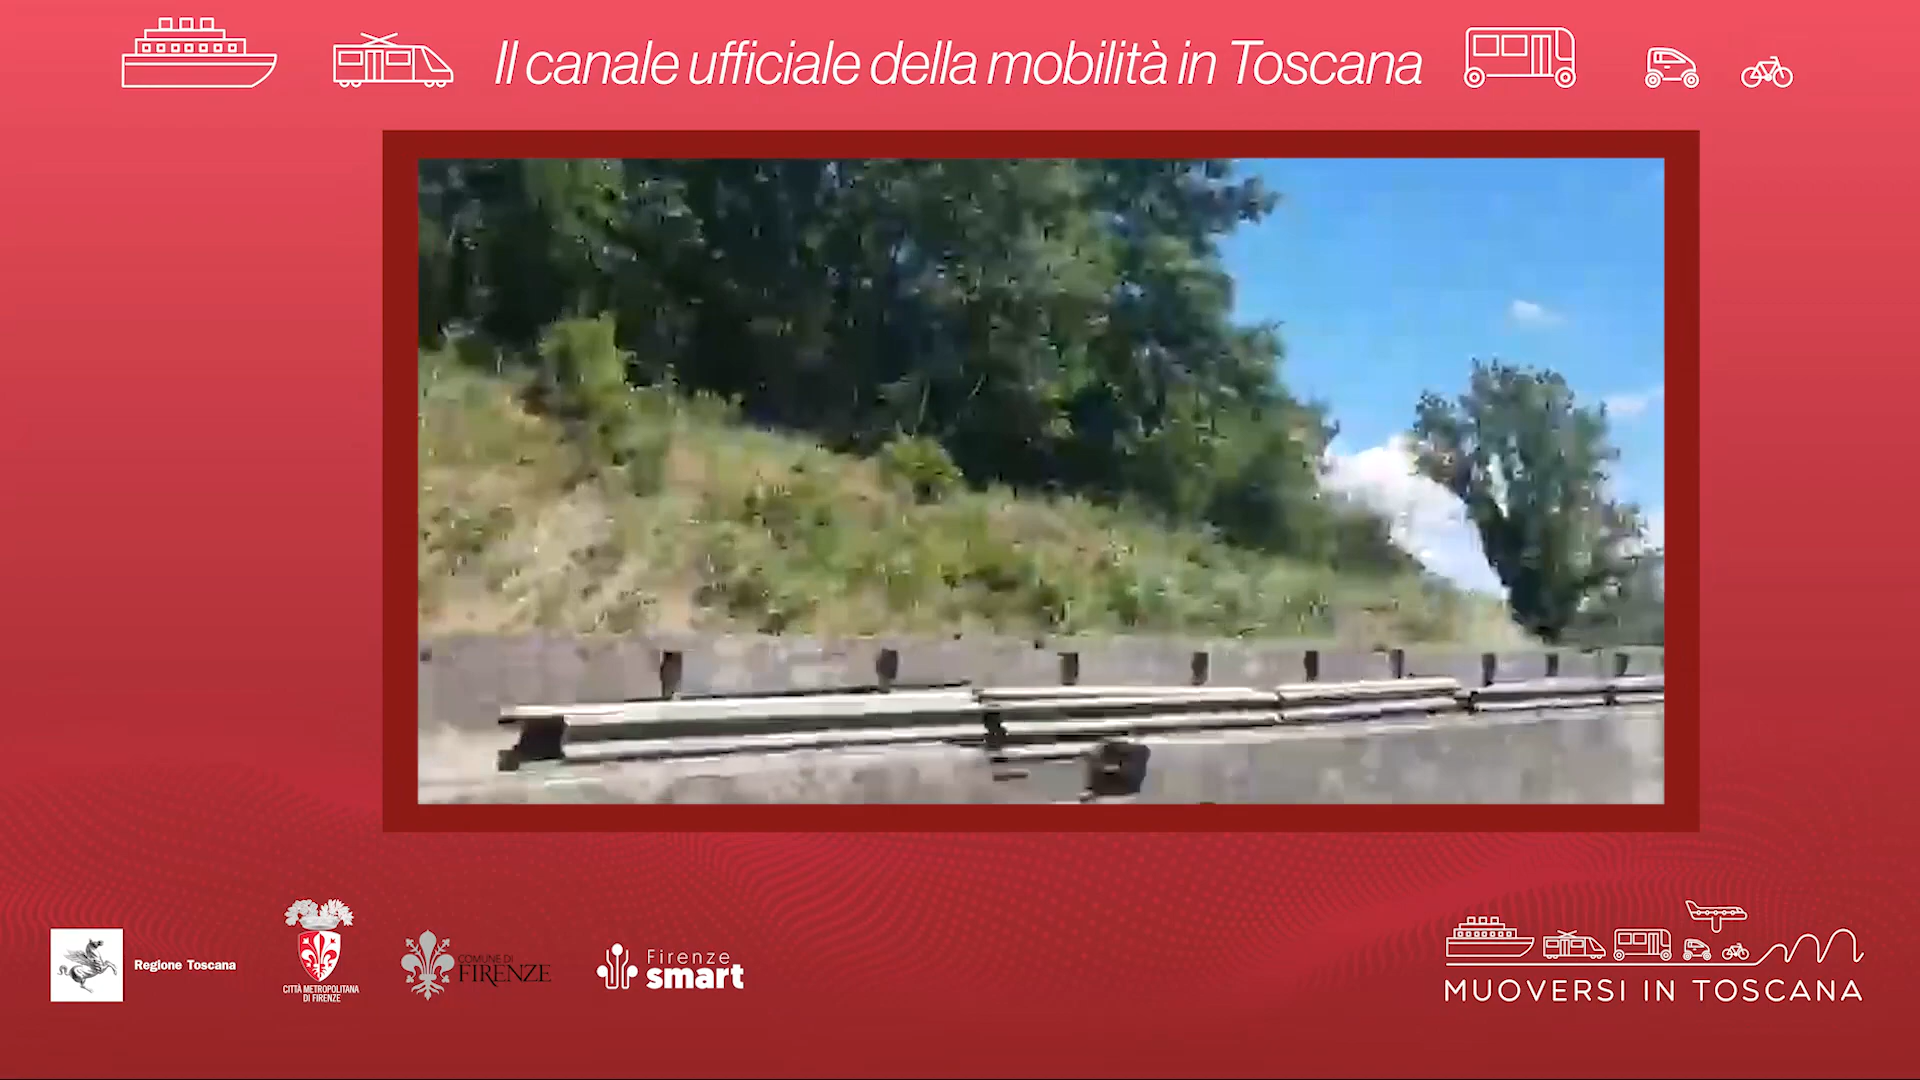 Il canale ufficiale della mobilità in Toscana
Regione Toscana
CITTÀ METROPOLITANA
DI FIRENZE
COMUNE DI
FIRENZE
Firenze
smart
MUOVERSI IN TOSCANA